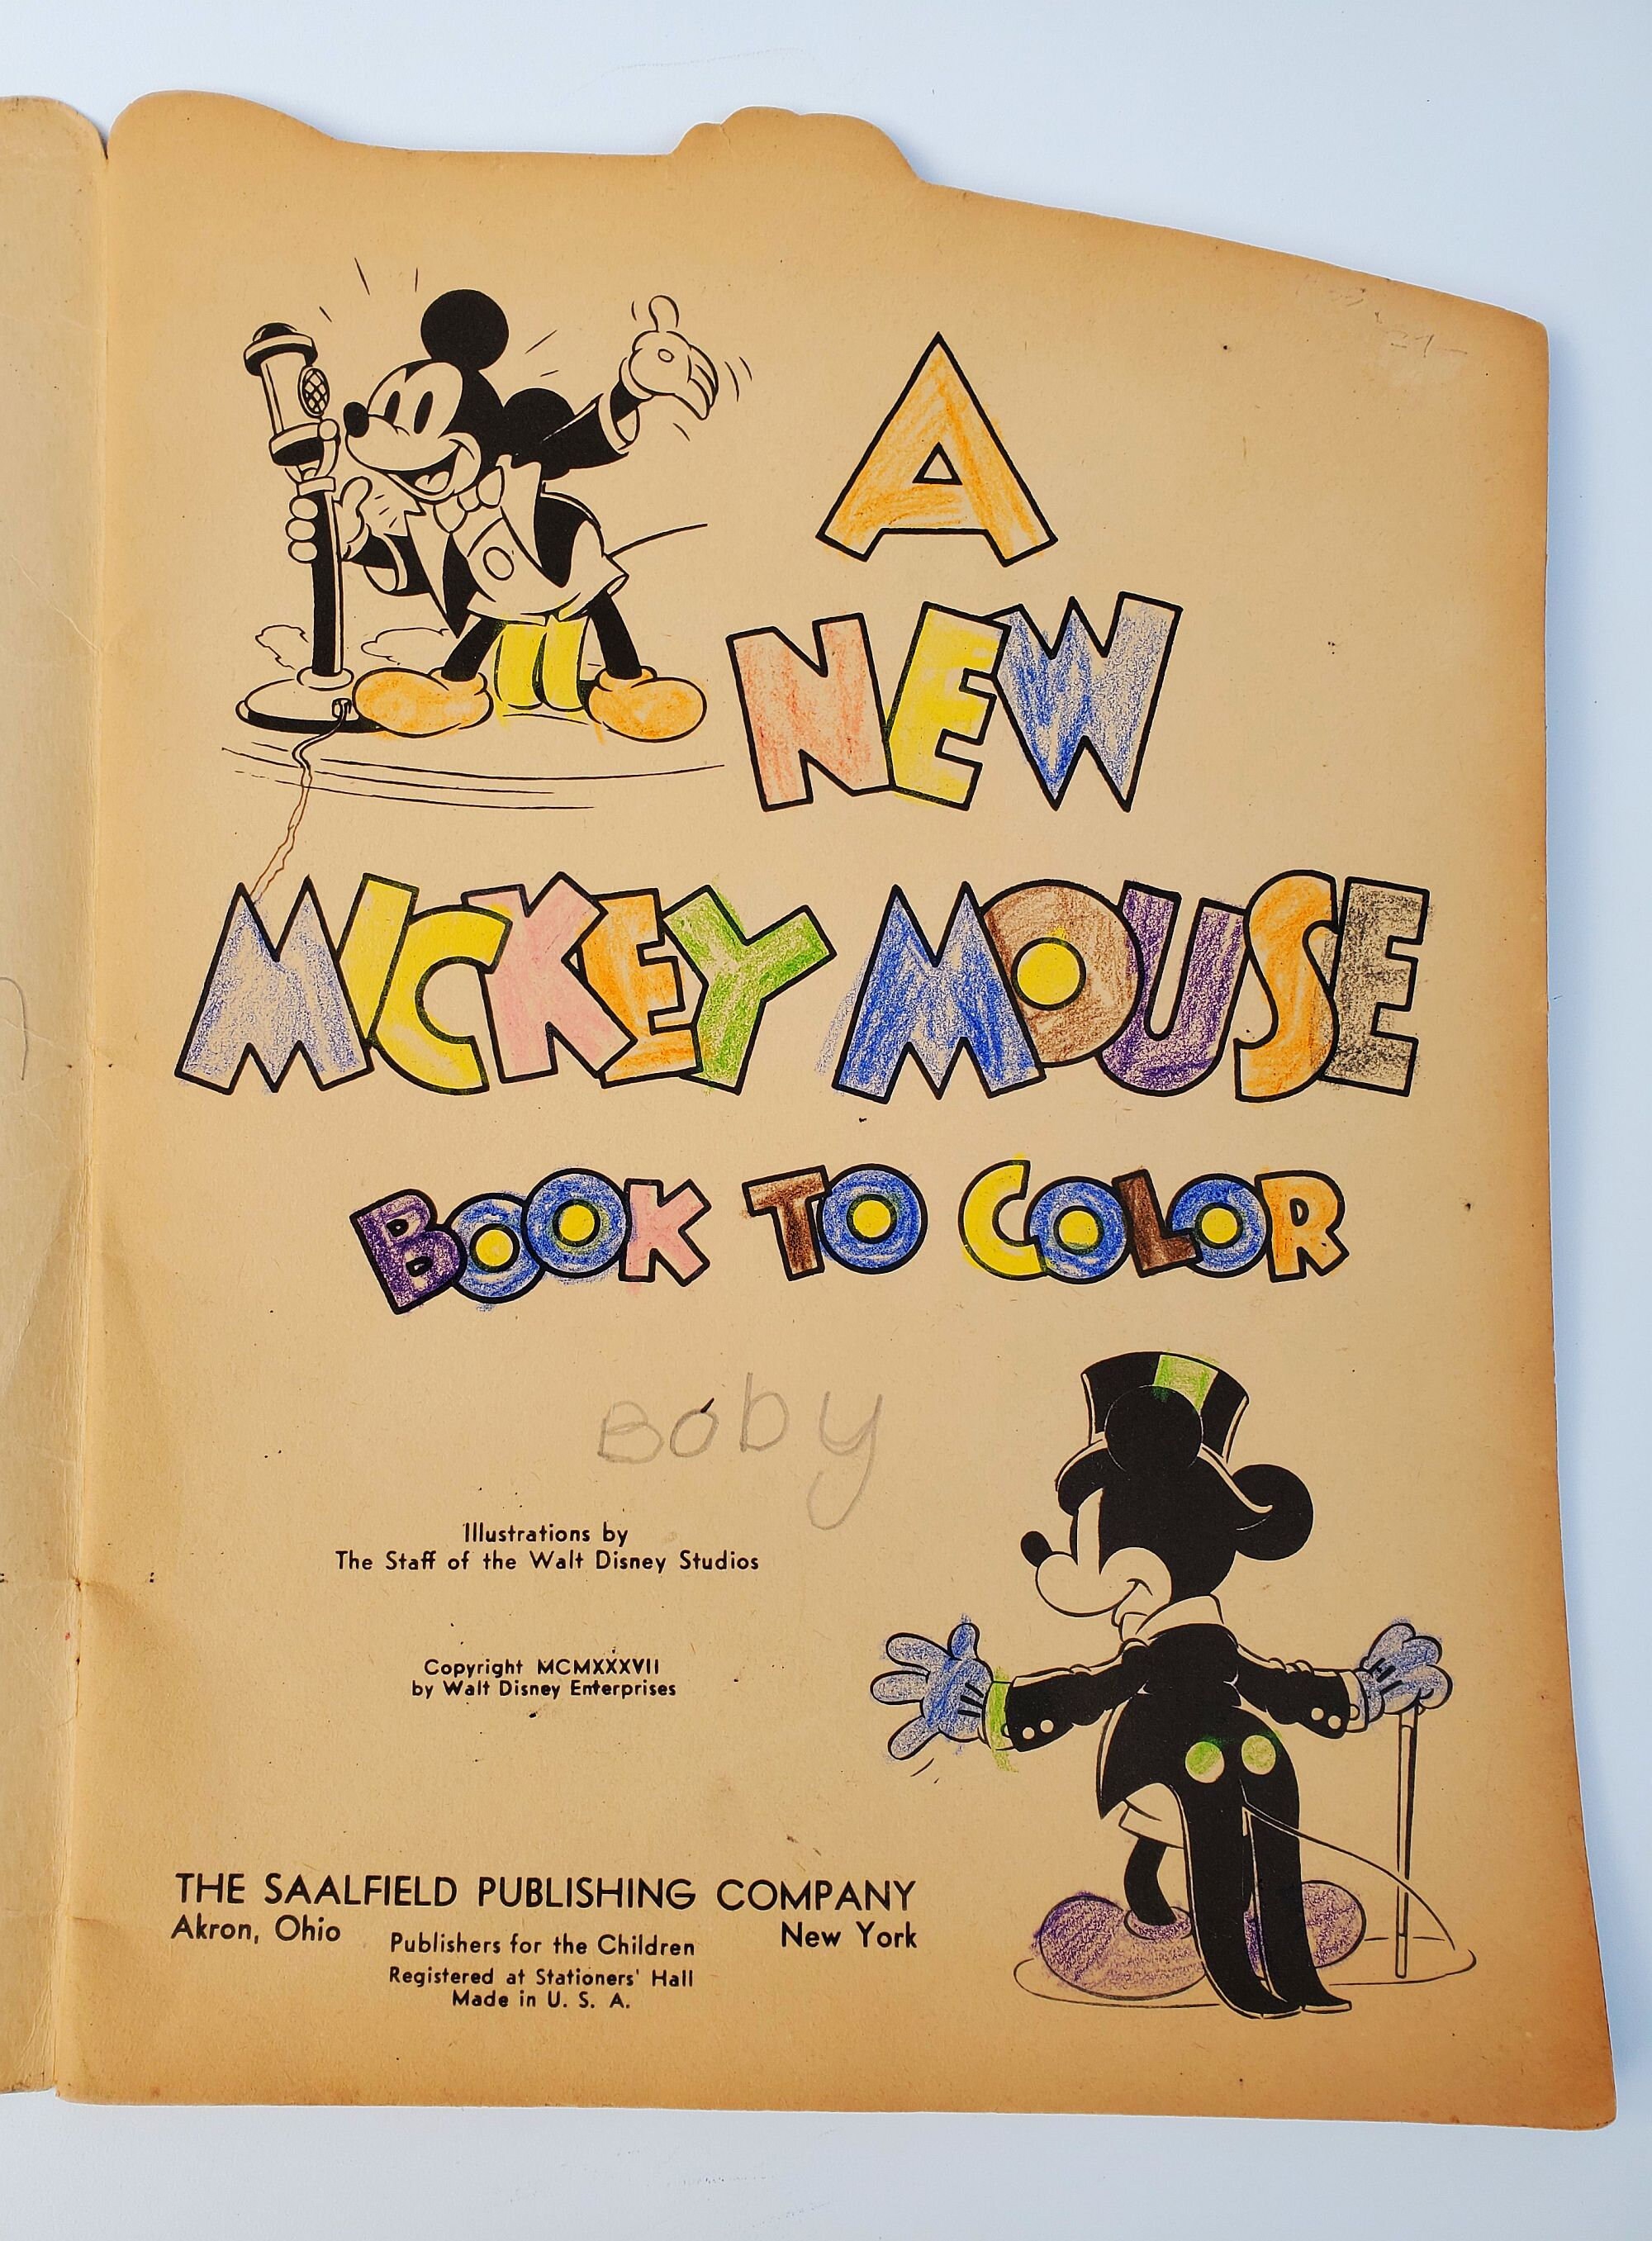 A
NEW
MICKEY MOUSE
BOOK TO COLOR
Boby
Illustrations by
The Staff of the Walt Disney Studios
Copyright MCMXXXVII
by Walt Disney Enterprises
THE SAALFIELD PUBLISHING COMPANY
Akron, Ohio New York
Publishers for the Children
Registered at Stationers' Hall
Made in U. S. A.